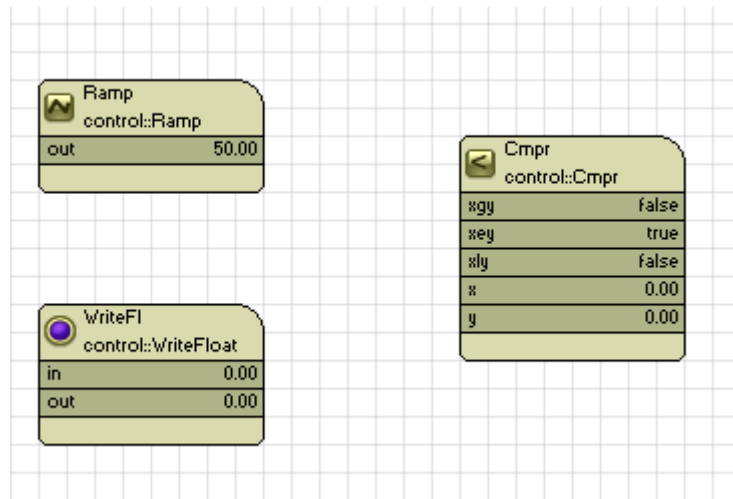 Ramp
control::Ramp
out 50.00
Cmpr
control::Cmpr
xgy false
xey true
xly false
x 0.00
y 0.00
WriteFl
control::WriteFloat
in 0.00
out 0.00